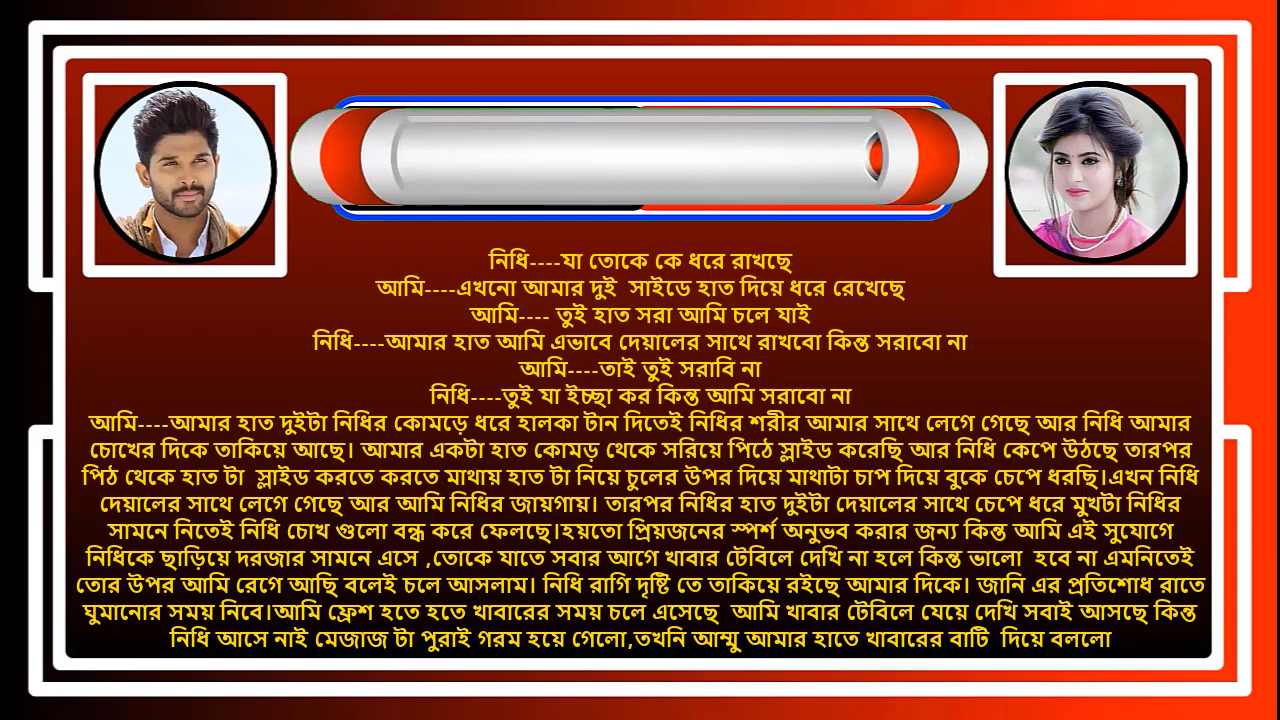 নিধি----যা তোকে কে ধরে রাখছে
আমি----এখনো আমার দুই  সাইডে হাত দিয়ে ধরে রেখেছে
আমি---- তুই হাত সরা আমি চলে যাই
নিধি----আমার হাত আমি এভাবে দেয়ালের সাথে রাখবো কিন্ত সরাবো না
আমি----তাই তুই সরাবি না
নিধি----তুই যা ইচ্ছা কর কিন্ত আমি সরাবো না
আমি----আমার হাত দুইটা নিধির কোমড়ে ধরে হালকা টান দিতেই নিধির শরীর আমার সাথে লেগে গেছে আর নিধি আমার
চোখের দিকে তাকিয়ে আছে। আমার একটা হাত কোমড় থেকে সরিয়ে পিঠে স্লাইড করেছি আর নিধি কেপে উঠছে তারপর
পিঠ থেকে হাত টা  স্লাইড করতে করতে মাথায় হাত টা নিয়ে চুলের উপর দিয়ে মাথাটা চাপ দিয়ে বুকে চেপে ধরছি।এখন নিধি
দেয়ালের সাথে লেগে গেছে আর আমি নিধির জায়গায়। তারপর নিধির হাত দুইটা দেয়ালের সাথে চেপে ধরে মুখটা নিধির
সামনে নিতেই নিধি চোখ গুলো বন্ধ করে ফেলছে।হয়তো প্রিয়জনের স্পর্শ অনুভব করার জন্য কিন্ত আমি এই সুযোগে
নিধিকে ছাড়িয়ে দরজার সামনে এসে ,তোকে যাতে সবার আগে খাবার টেবিলে দেখি না হলে কিন্ত ভালো  হবে না এমনিতেই
তোর উপর আমি রেগে আছি বলেই চলে আসলাম। নিধি রাগি দৃষ্টি তে তাকিয়ে রইছে আমার দিকে। জানি এর প্রতিশোধ রাতে
ঘুমানোর সময় নিবে।আমি ফ্রেশ হতে হতে খাবারের সময় চলে এসেছে  আমি খাবার টেবিলে যেয়ে দেখি সবাই আসছে কিন্ত
নিধি আসে নাই মেজাজ টা পুরাই গরম হয়ে গেলো,তখনি আম্মু আমার হাতে খাবারের বাটি  দিয়ে বললো